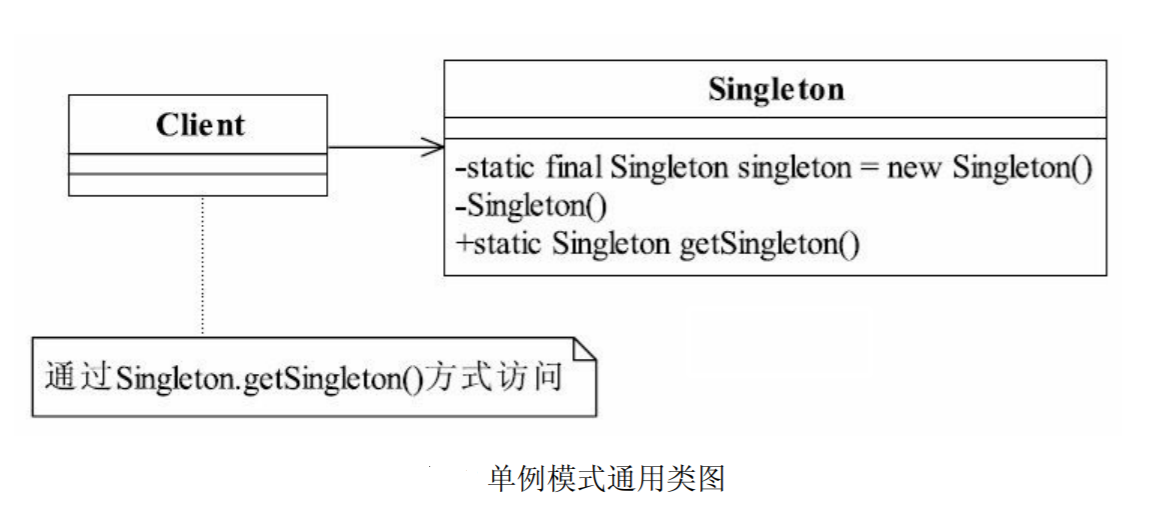 Client
Singleton
-static final Singleton singleton = new Singleton()
-Singleton()
+static Singleton getSingleton()
通过Singleton.getSingleton()方式访问
单例模式通用类图